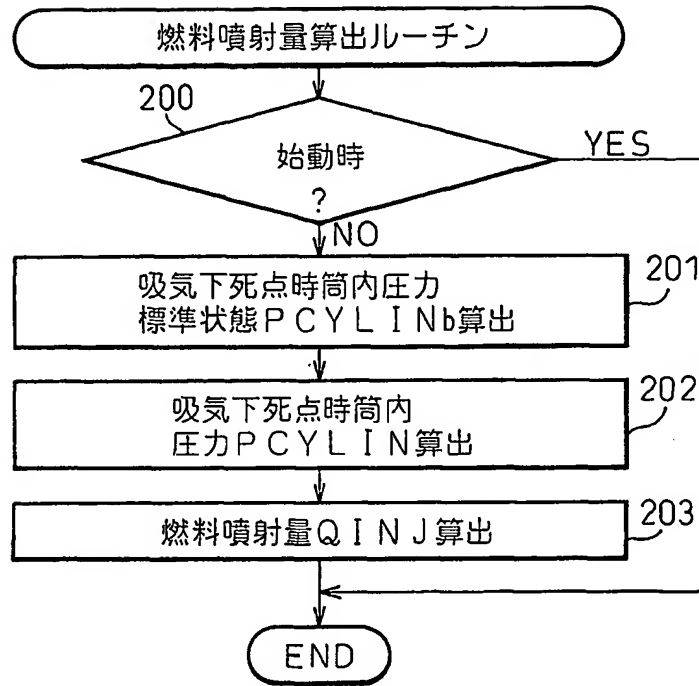 燃料噴射量算出ルーチン
200
始動時
?
YES
NO
吸気下死点時筒内圧力
標準状態PCYLINb算出
201
吸気下死点時筒内
圧力PCYLIN算出
202
燃料噴射量QINJ算出
203
END